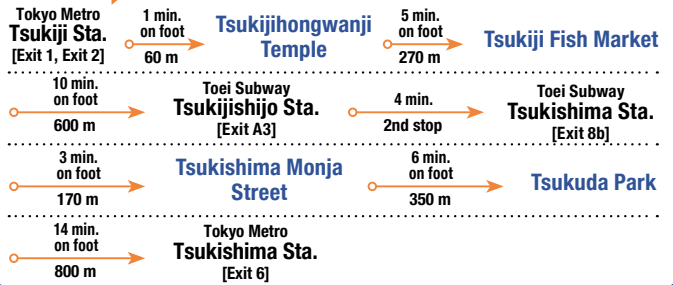 Tokyo Metro
Tsukiji Sta.
[Exit 1, Exit 2]
1 min.
on foot
60 m
Tsukijihongwanji
Temple
5 min.
on foot
270 m
Tsukiji Fish Market
10 min.
on foot
600 m
Toei Subway
Tsukijishijo Sta.
[Exit A3]
4 min.
2nd stop
Toei Subway
Tsukishima Sta.
[Exit 8b]
3 min.
on foot
170 m
Tsukishima Monja
Street
6 min.
on foot
350 m
Tsukuda Park
14 min.
on foot
800 m
Tokyo Metro
Tsukishima Sta.
[Exit 6]